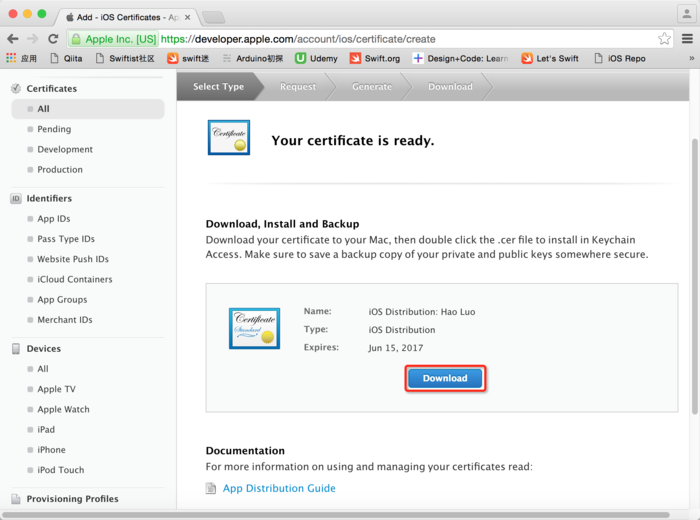 Add - iOS Certificates - Ap
Apple Inc. [US] https://developer.apple.com/account/ios/certificate/create
应用 Qiita Swiftist社区 swift迷 Arduino初探 Udemy Swift.org Design+Code: Learn Let's Swift iOS Repo »
Certificates
All
Pending
Development
Production
ID Identifiers
App IDs
Pass Type IDs
Website Push IDs
iCloud Containers
App Groups
Merchant IDs
Devices
All
Apple TV
Apple Watch
iPad
iPhone
iPod Touch
Provisioning Profiles
Select Type Request Generate Download
Certificate
Your certificate is ready.
Download, Install and Backup
Download your certificate to your Mac, then double click the .cer file to install in Keychain
Access. Make sure to save a backup copy of your private and public keys somewhere secure.
Certificate
Standard
Name: iOS Distribution: Hao Luo
Type: iOS Distribution
Expires: Jun 15, 2017
Download
Documentation
For more information on using and managing your certificates read:
App Distribution Guide